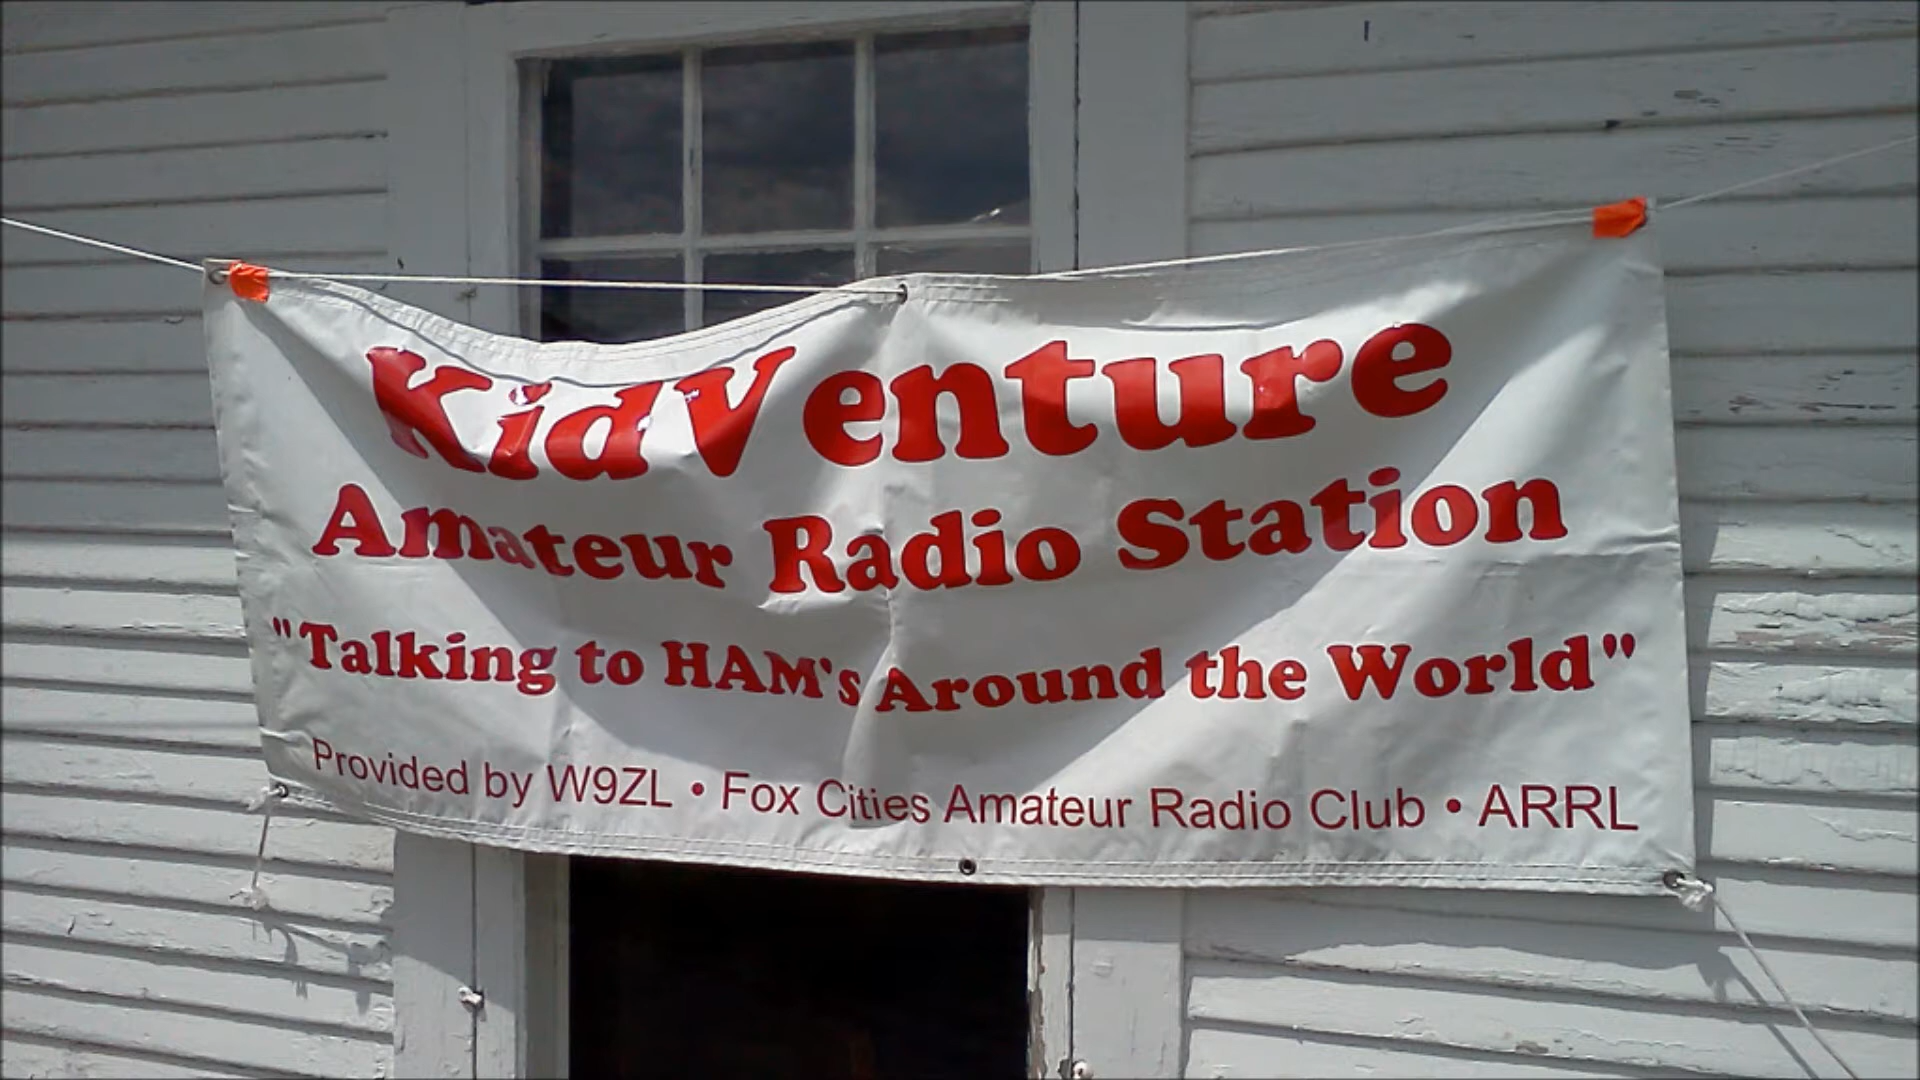 KidVenture
Amateur Radio Station
"Talking to HAM's Around the World"
Provided by W9ZL • Fox Cities Amateur Radio Club • ARRL